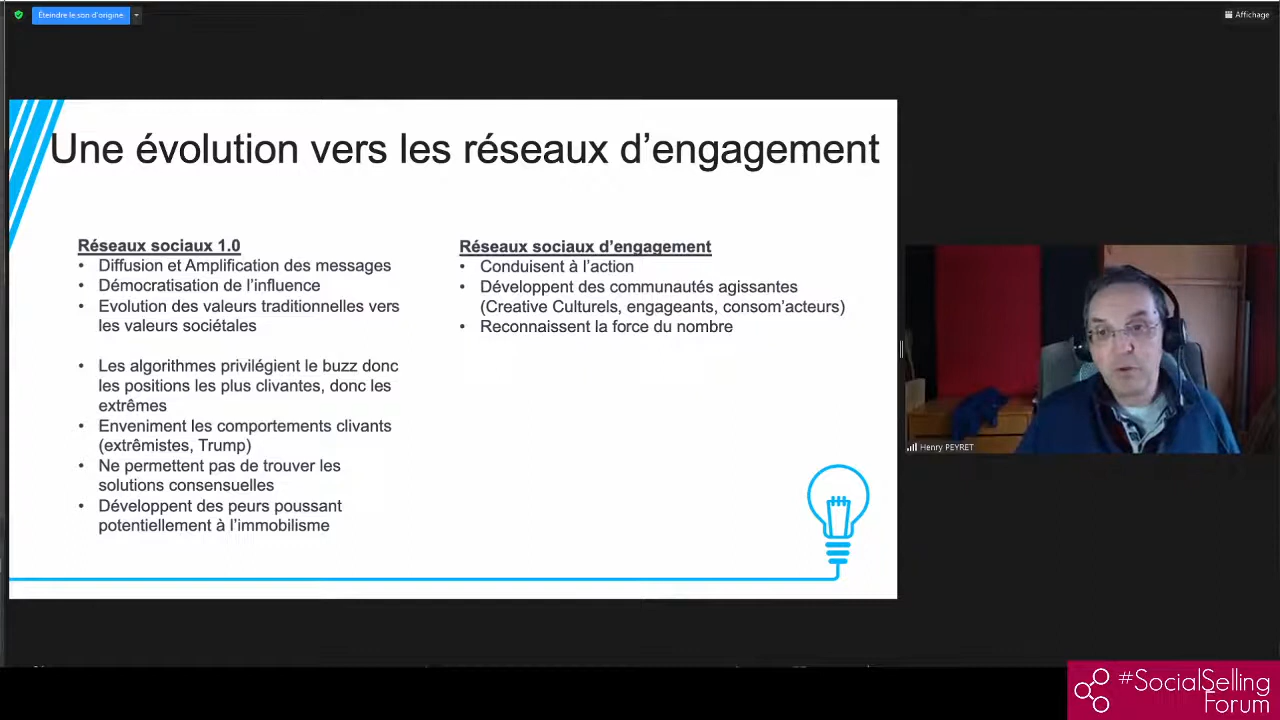 Éteindre le son d'origine
Affichage
Une évolution vers les réseaux d'engagement
Réseaux sociaux 1.0
• Diffusion et Amplification des messages
• Démocratisation de l'influence
• Evolution des valeurs traditionnelles vers
les valeurs sociétales
• Les algorithmes privilégient le buzz donc
les positions les plus clivantes, donc les
extrêmes
• Enveniment les comportements clivants
(extrêmistes, Trump)
• Ne permettent pas de trouver les
solutions consensuelles
• Développent des peurs poussant
potentiellement à l'immobilisme
Réseaux sociaux d'engagement
• Conduisent à l'action
• Développent des communautés agissantes
(Creative Culturels, engageants, consom'acteurs)
• Reconnaissent la force du nombre
Henry PEYRET
#SocialSelling
Forum